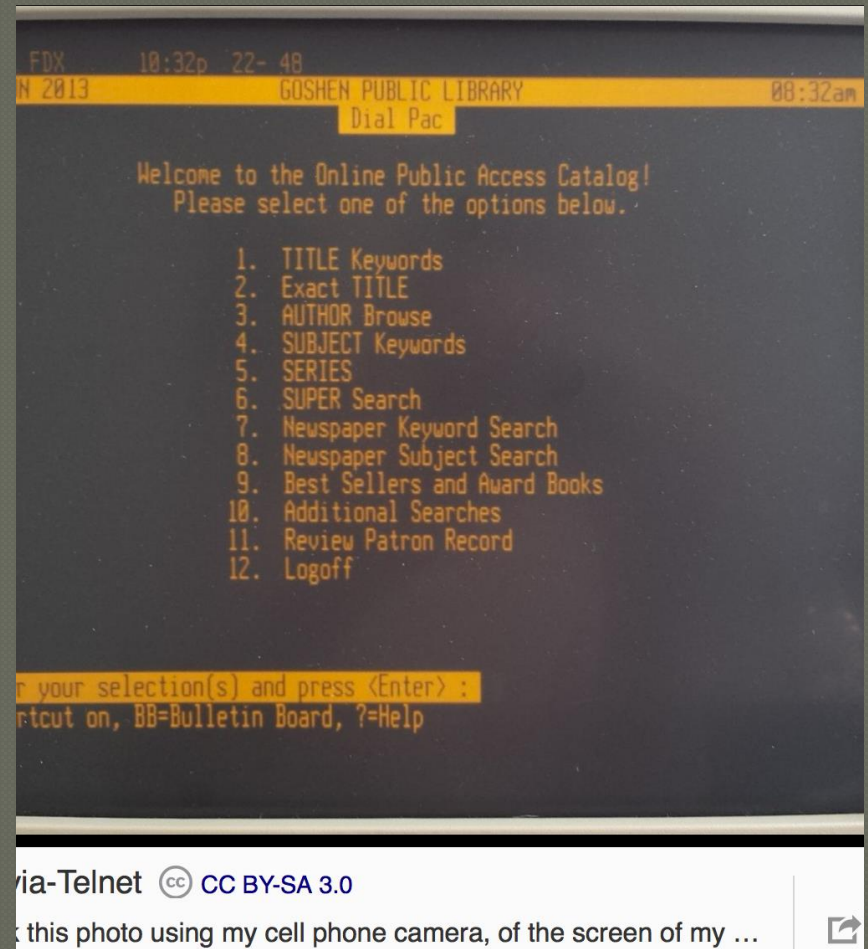 FDX 10:32p 22- 48
N 2013 GOSHEN PUBLIC LIBRARY 08:32am
Dial Pac
Welcome to the Online Public Access Catalog!
Please select one of the options below.
1. TITLE Keywords
2. Exact TITLE
3. AUTHOR Browse
4. SUBJECT Keywords
5. SERIES
6. SUPER Search
7. Newspaper Keyword Search
8. Newspaper Subject Search
9. Best Sellers and Award Books
10. Additional Searches
11. Review Patron Record
12. Logoff
r your selection(s) and press <Enter> :
rtcut on, BB=Bulletin Board, ?=Help
via-Telnet cc CC BY-SA 3.0
this photo using my cell phone camera, of the screen of my ...